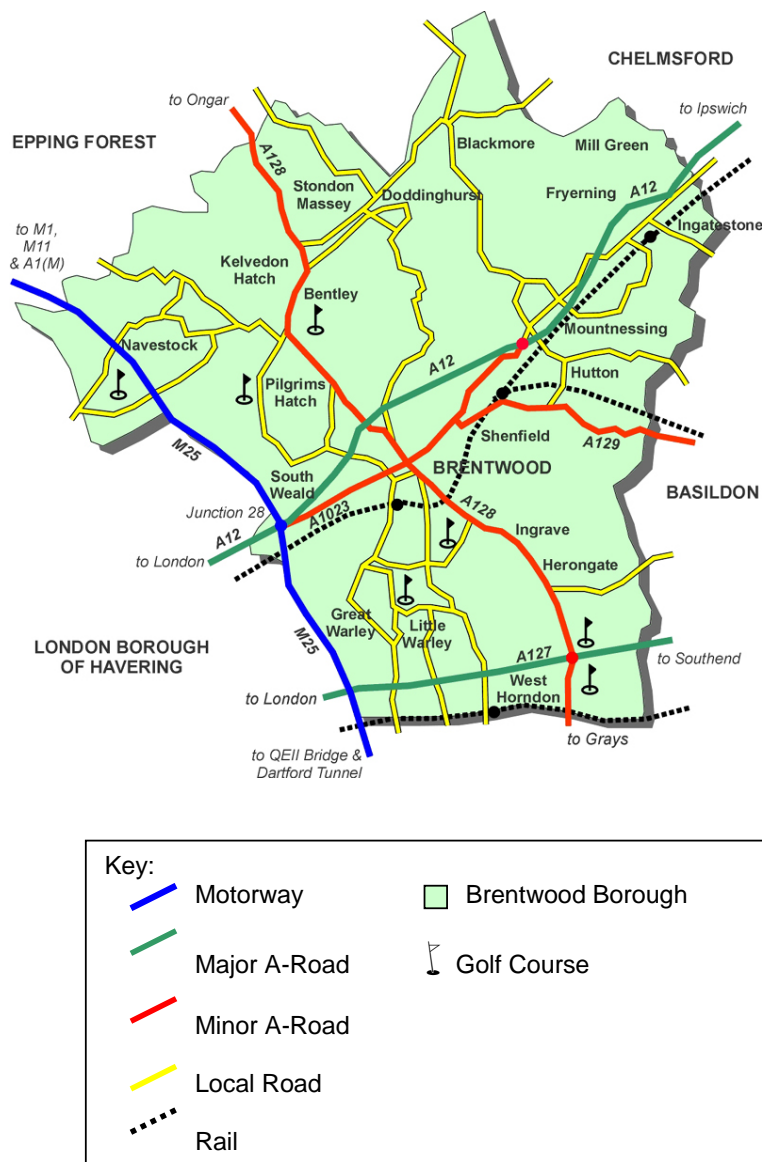 CHELMSFORD
to Ongar
to Ipswich
EPPING FOREST
A128
Blackmore
Mill Green
Stondon
Massey
Doddinghurst
Fryerning
A12
to M1,
M11
& A1(M)
Ingatestone
Kelvedon
Hatch
Bentley
Mountnessing
Navestock
A12
Hutton
Pilgrims
Hatch
Shenfield
A129
M25
BRENTWOOD
South
Weald
BASILDON
Junction 28
A1023
A128
A12
Ingrave
to London
Herongate
Great
Warley
Little
Warley
M25
LONDON BOROUGH
OF HAVERING
A127
to Southend
West
Horndon
to London
to Grays
to QEII Bridge &
Dartford Tunnel
Key:
Motorway
Brentwood Borough
Major A-Road
Golf Course
Minor A-Road
Local Road
Rail